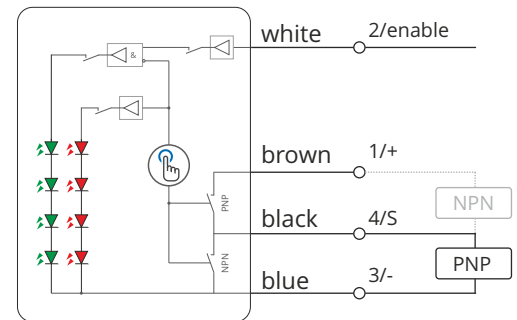 white 2/enable
&
brown 1/+
PNP
NPN
black 4/S
PNP
NPN
blue 3/-